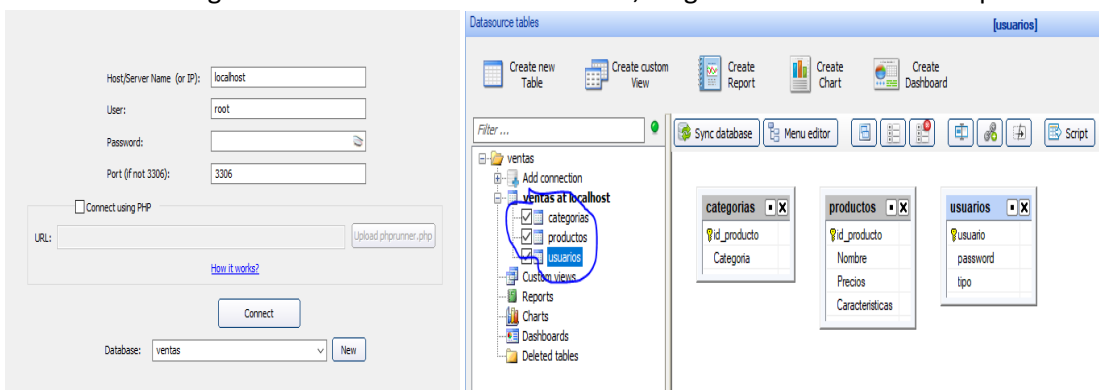 Host/Server Name (or IP): localhost
User: root
Password:
Port (if not 3306): 3306
Connect using PHP
URL: Upload phprunner.php
How it works?
Connect
Database: ventas New
Datasource tables [usuarios]
Create new Table
Create custom View
Create Report
Create Chart
Create Dashboard
Filter ...
Sync database Menu editor Script
ventas
Add connection
ventas at localhost
categorias
productos
usuarios
Custom views
Reports
Charts
Dashboards
Deleted tables
categorias
id_producto
Categoria
productos
id_producto
Nombre
Precios
Caracteristicas
usuarios
usuario
password
tipo